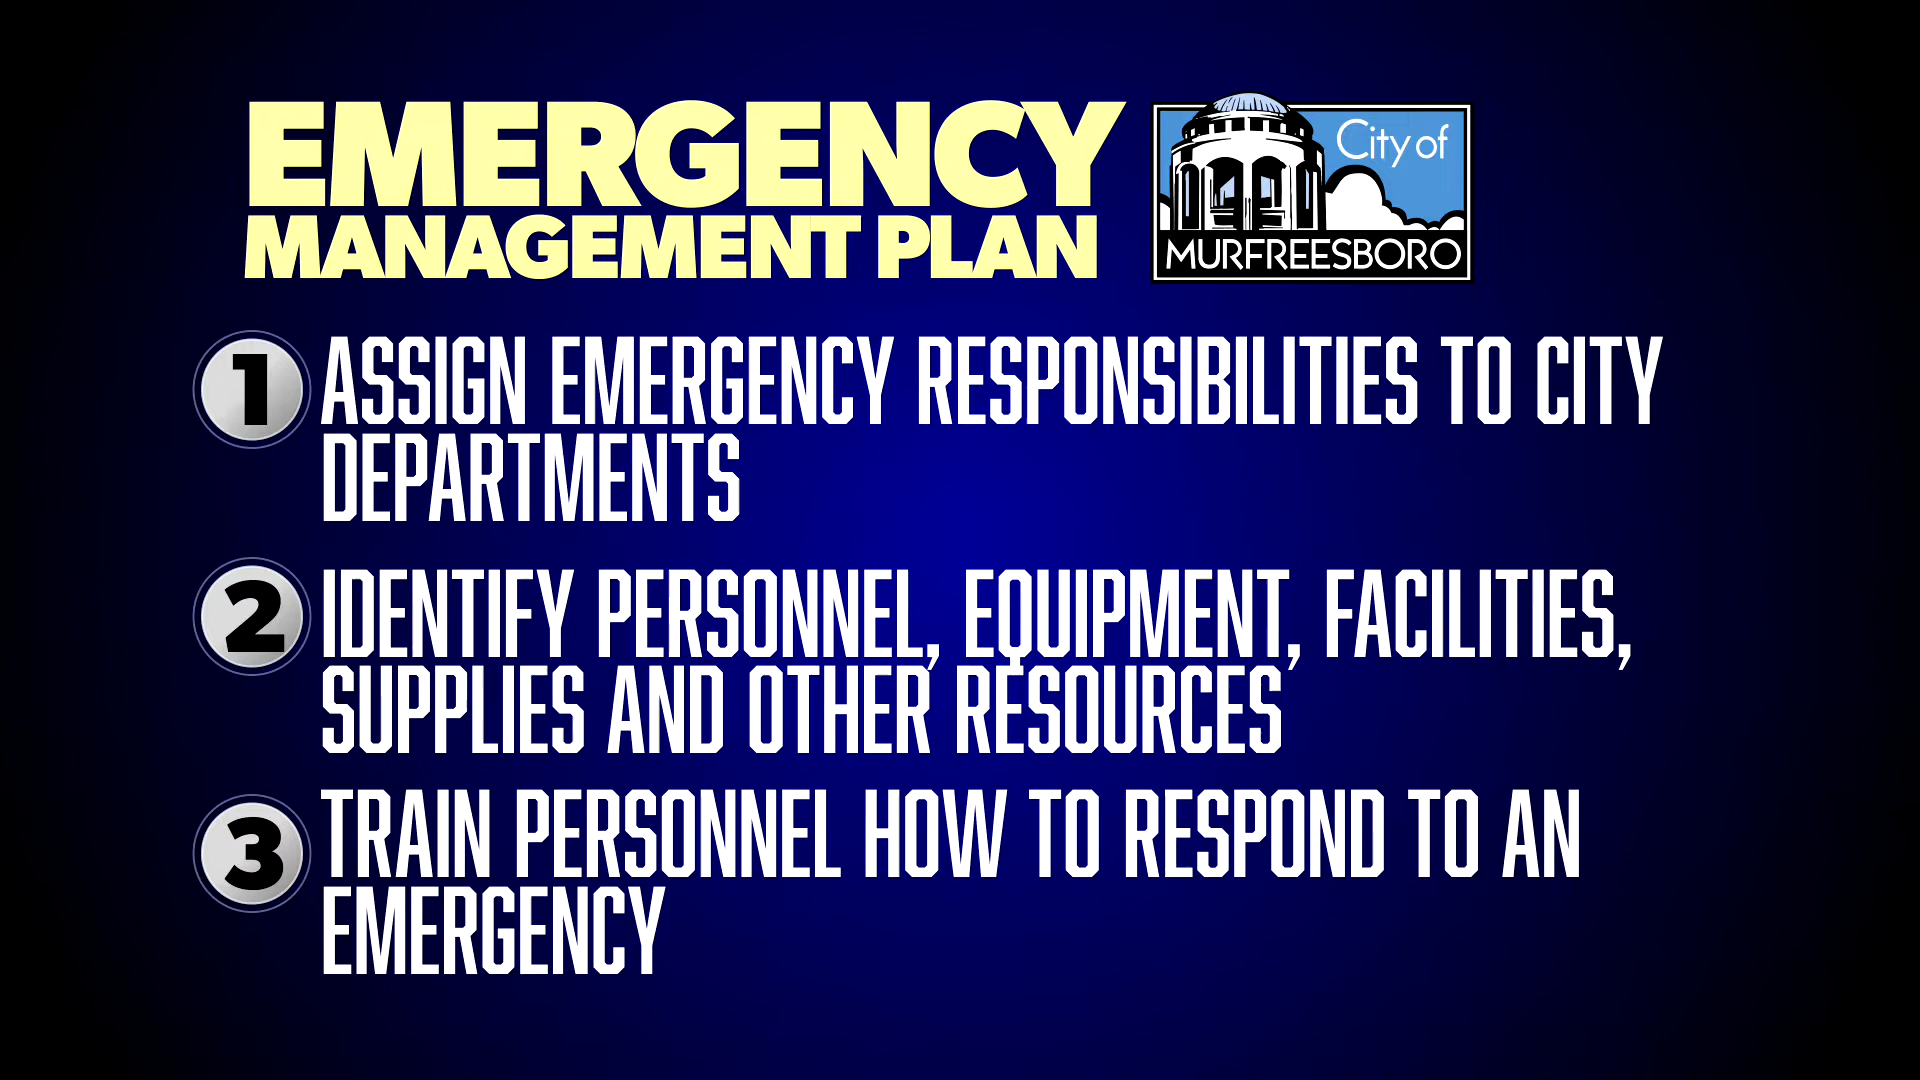 EMERGENCY
MANAGEMENT PLAN
City of
MURFREESBORO
1 ASSIGN EMERGENCY RESPONSIBILITIES TO CITY
DEPARTMENTS
2 IDENTIFY PERSONNEL, EQUIPMENT, FACILITIES,
SUPPLIES AND OTHER RESOURCES
3 TRAIN PERSONNEL HOW TO RESPOND TO AN
EMERGENCY